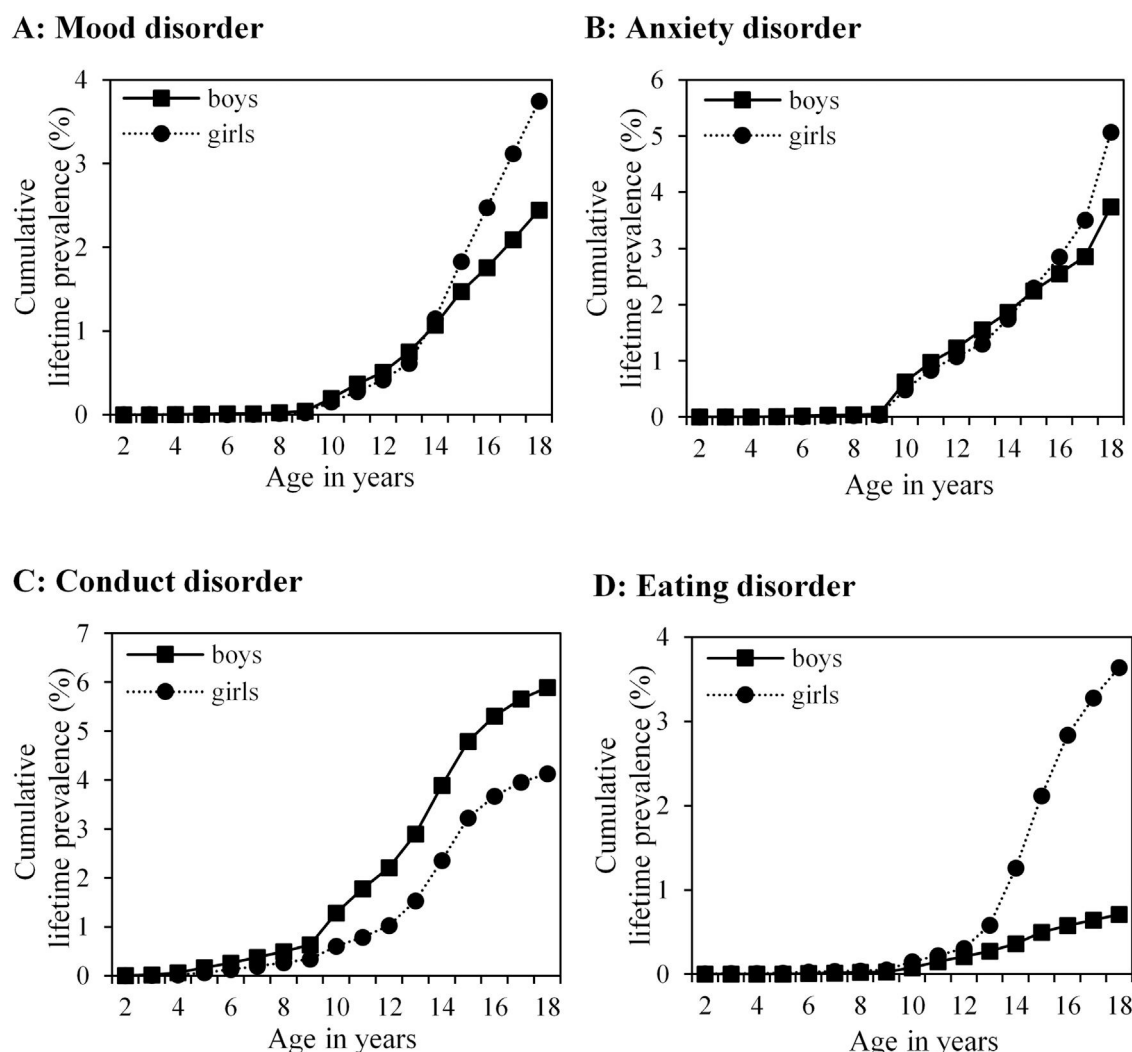 A: Mood disorder
Cumulative
lifetime prevalence (%)
4
3
2
1
0
boys
girls
2 4 6 8 10 12 14 16 18
Age in years
B: Anxiety disorder
Cumulative
lifetime prevalence (%)
6
5
4
3
2
1
0
boys
girls
2 4 6 8 10 12 14 16 18
Age in years
C: Conduct disorder
Cumulative
lifetime prevalence (%)
7
6
5
4
3
2
1
0
boys
girls
2 4 6 8 10 12 14 16 18
Age in years
D: Eating disorder
Cumulative
lifetime prevalence (%)
4
3
2
1
0
boys
girls
2 4 6 8 10 12 14 16 18
Age in years